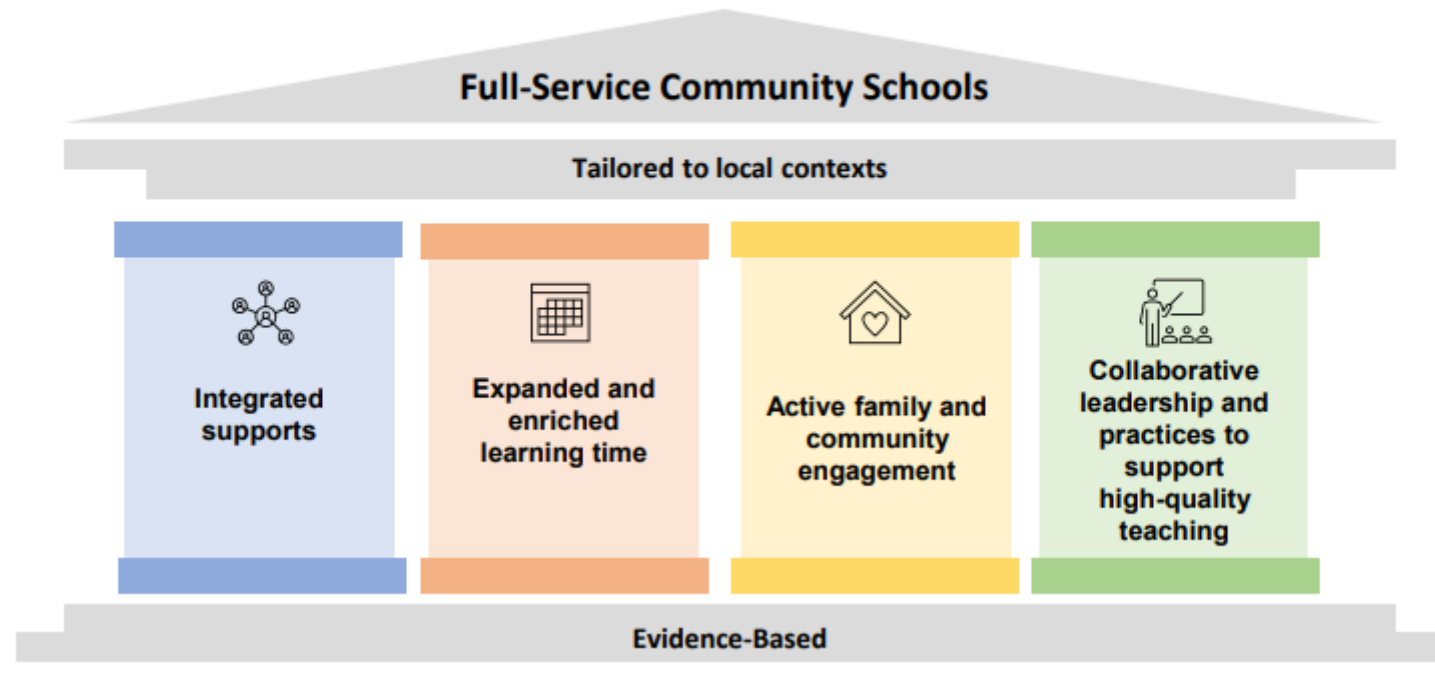 Full-Service Community Schools
Tailored to local contexts
Integrated
supports
Expanded and
enriched
learning time
Active family and
community
engagement
Collaborative
leadership and
practices to
support
high-quality
teaching
Evidence-Based